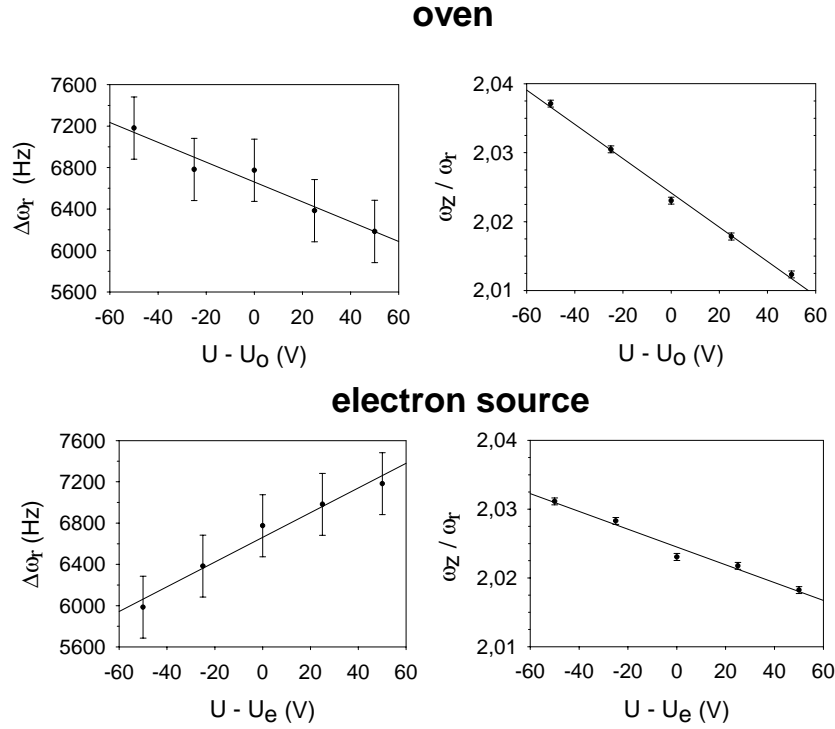 oven
7600
7200
6800
6400
6000
5600
Δωr (Hz)
-60 -40 -20 0 20 40 60
U - Uo (V)
2,04
2,03
2,02
2,01
ωz / ωr
-60 -40 -20 0 20 40 60
U - Uo (V)
electron source
7600
7200
6800
6400
6000
5600
Δωr (Hz)
-60 -40 -20 0 20 40 60
U - Ue (V)
2,04
2,03
2,02
2,01
ωz / ωr
-60 -40 -20 0 20 40 60
U - Ue (V)